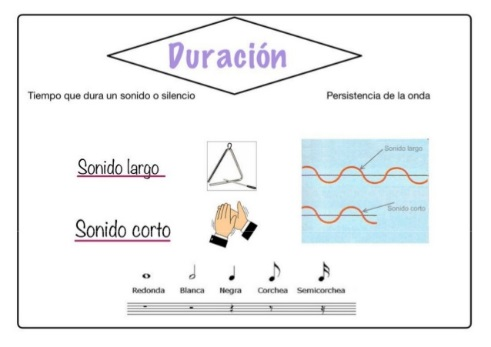 Duración
Tiempo que dura un sonido o silencio
Persistencia de la onda
Sonido largo
Sonido largo
Sonido corto
Sonido corto
Redonda Blanca Negra Corchea Semicorchea